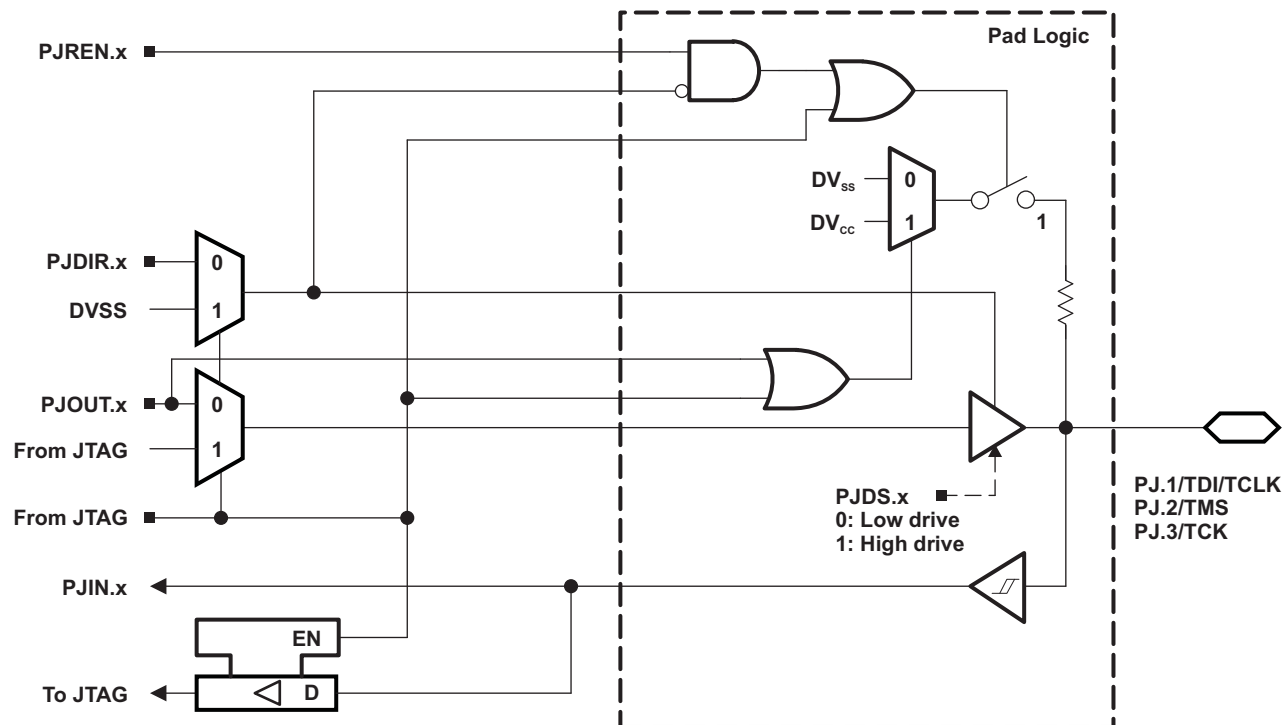 Pad Logic
PJREN.x
DVSS
0
DVCC
1
1
PJDIR.x
0
DVSS
1
PJOUT.x
0
From JTAG
1
PJDS.x
0: Low drive
1: High drive
PJ.1/TDI/TCLK
PJ.2/TMS
PJ.3/TCK
From JTAG
PJIN.x
EN
D
To JTAG